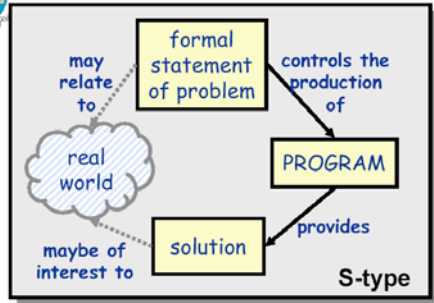 formal
statement
of problem
may
relate
to
controls the
production
of
real
world
PROGRAM
provides
solution
maybe of
interest to
S-type